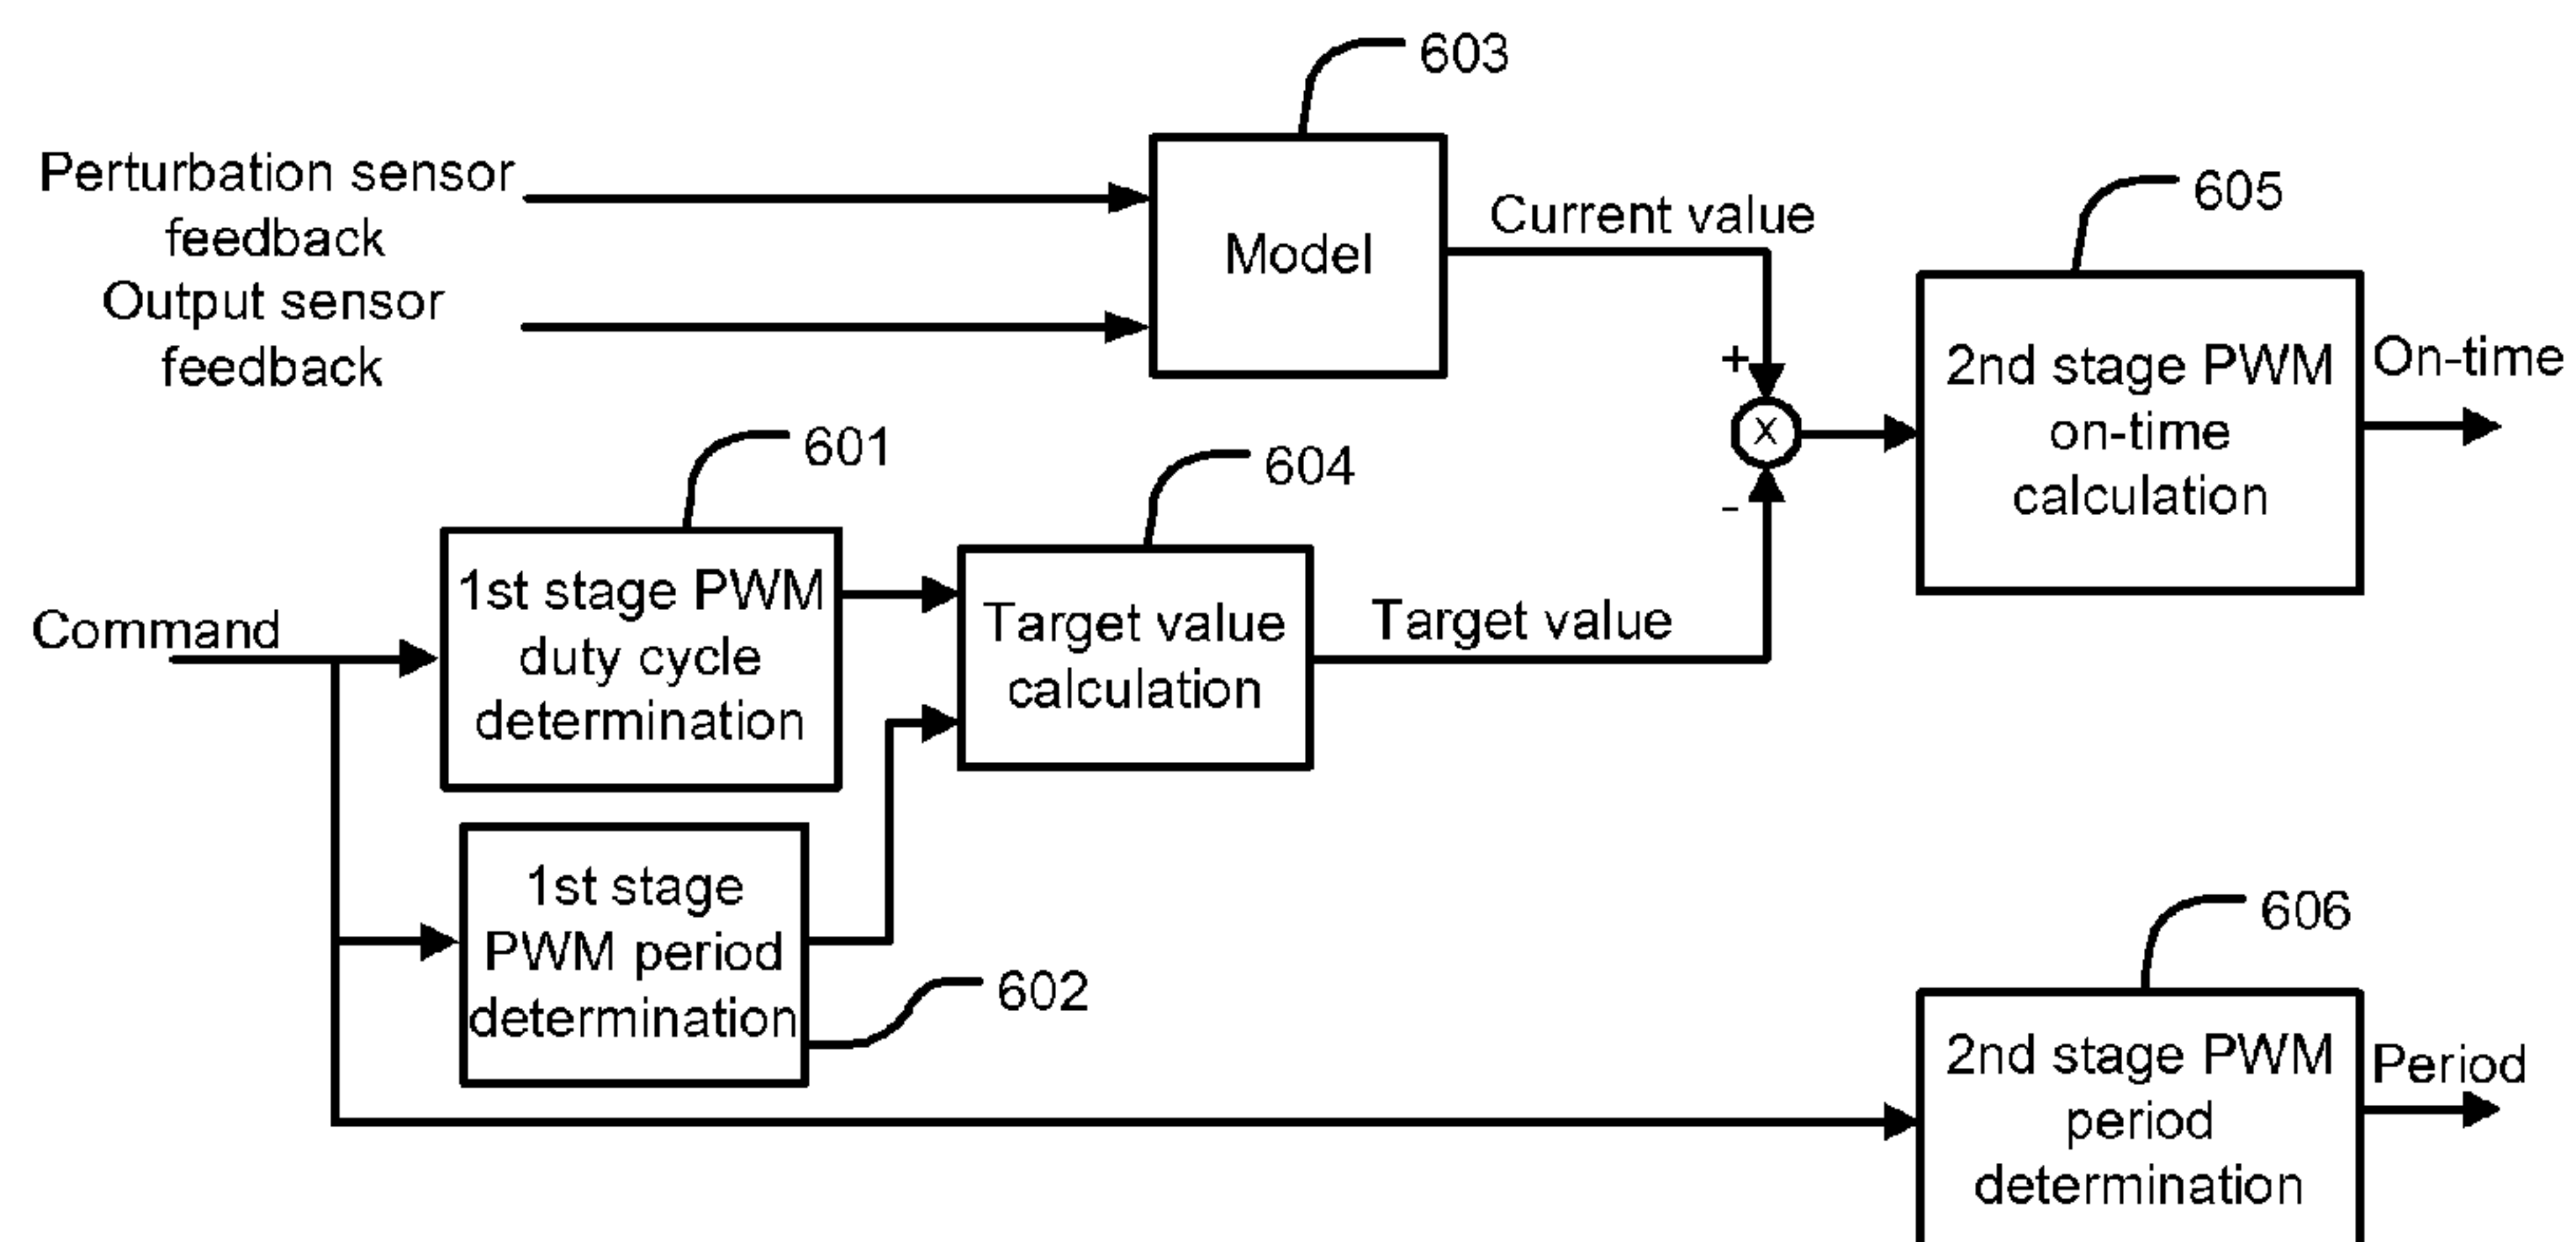 603
Perturbation sensor
feedback
Output sensor
feedback
Model
Current value
605
+
2nd stage PWM
on-time
calculation
On-time
X
-
601
604
Command
1st stage PWM
duty cycle
determination
Target value
calculation
Target value
1st stage
PWM period
determination
602
606
2nd stage PWM
period
determination
Period